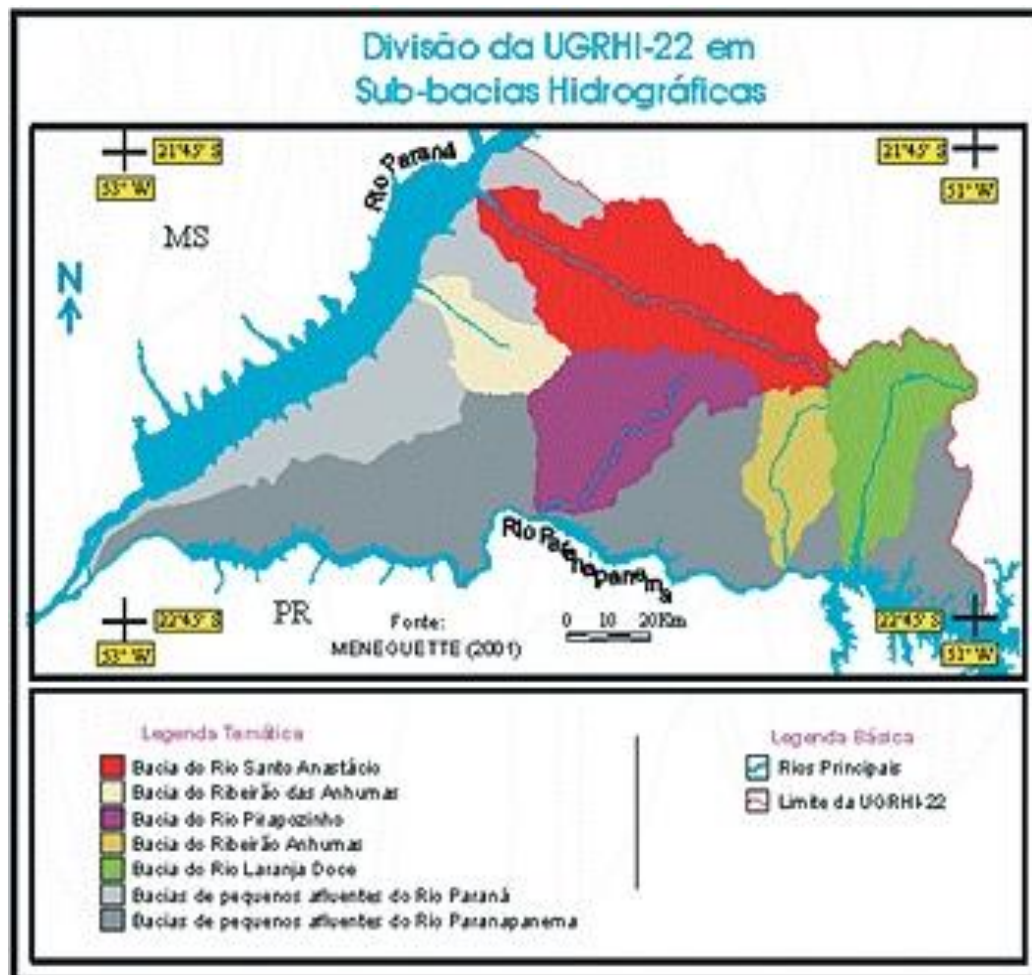 Divisão da UGRHI-22 em
Sub-bacias Hidrográficas
21°45' S
53° W
Rio Paraná
21°45' S
51° W
MS
N
Rio Paranapanema
PR
Fonte:
MENEGUETTE (2001)
0 10 20Km
22°45' S
53° W
22°45' S
51° W
Legenda Temática
Bacia do Rio Santo Anastácio
Bacia do Ribeirão das Anhumas
Bacia do Rio Pirapozinho
Bacia do Ribeirão Anhumas
Bacia do Rio Laranja Doce
Bacias de pequenos afluentes do Rio Paraná
Bacias de pequenos afluentes do Rio Paranapanema
Legenda Básica
Rios Principais
Limite da UGRHI-22